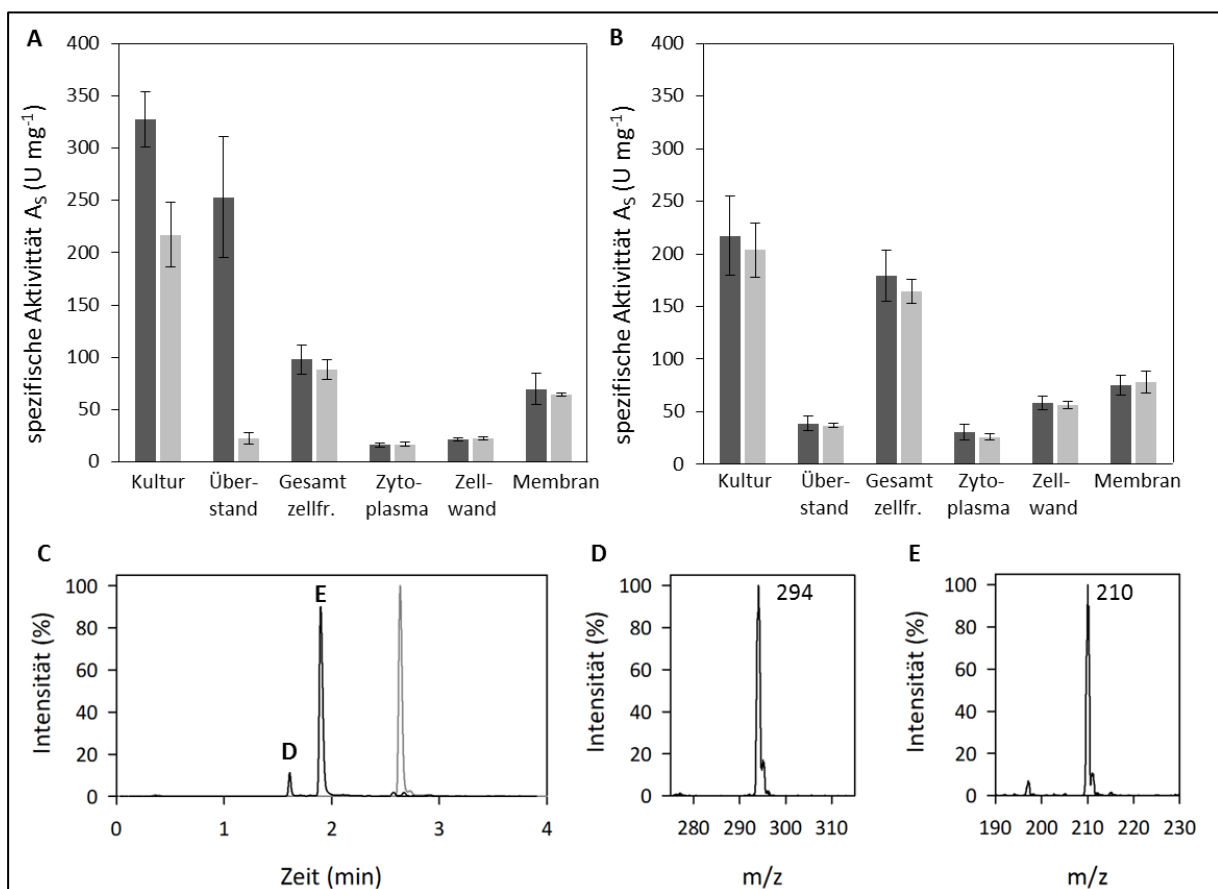 A
400
350
300
250
200
150
100
50
0
spezifische Aktivittät A_S (U mg⁻¹)
Kultur Über- Gesamt Zyto- Zell- Membran
stand zellfr. plasma wand
B
400
350
300
250
200
150
100
50
0
spezifische Aktivittät A_S (U mg⁻¹)
Kultur Über- Gesamt Zyto- Zell- Membran
stand zellfr. plasma wand
C
100
80
60
40
20
0
Intensität (%)
D
E
0 1 2 3 4
Zeit (min)
D
294
100
80
60
40
20
0
Intensität (%)
280 290 300 310
m/z
E
210
100
80
60
40
20
0
Intensität (%)
190 200 210 220 230
m/z